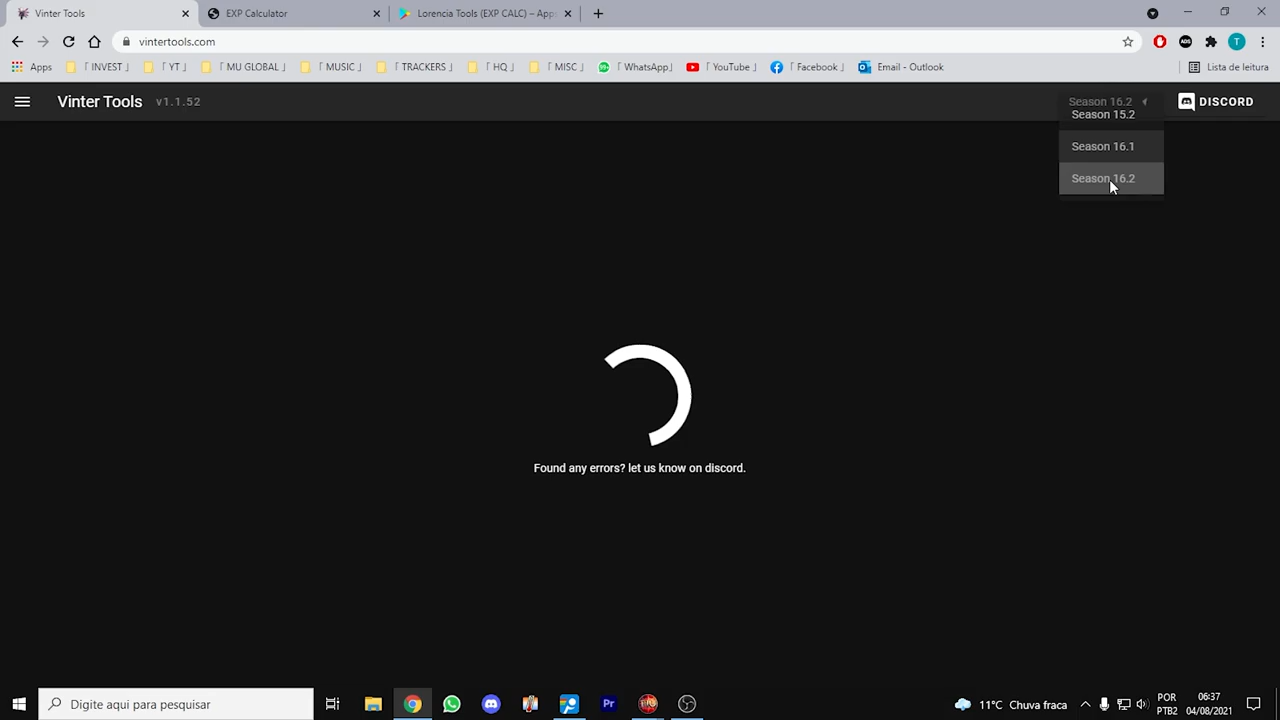 Vinter Tools
EXP Calculator
Lorencia Tools (EXP CALC) – Apps
vintertools.com
Apps
「 INVEST 」
「 YT 」
「 MU GLOBAL 」
「 MUSIC 」
「 TRACKERS 」
「 HQ 」
「 MISC 」
「 WhatsApp」
「 YouTube 」
「 Facebook 」
Email - Outlook
Lista de leitura
Vinter Tools v1.1.52
Season 16.2
DISCORD
Season 15.2
Season 16.1
Season 16.2
Found any errors? let us know on discord.
Digite aqui para pesquisar
11°C Chuva fraca
POR
PTB2
06:37
04/08/2021